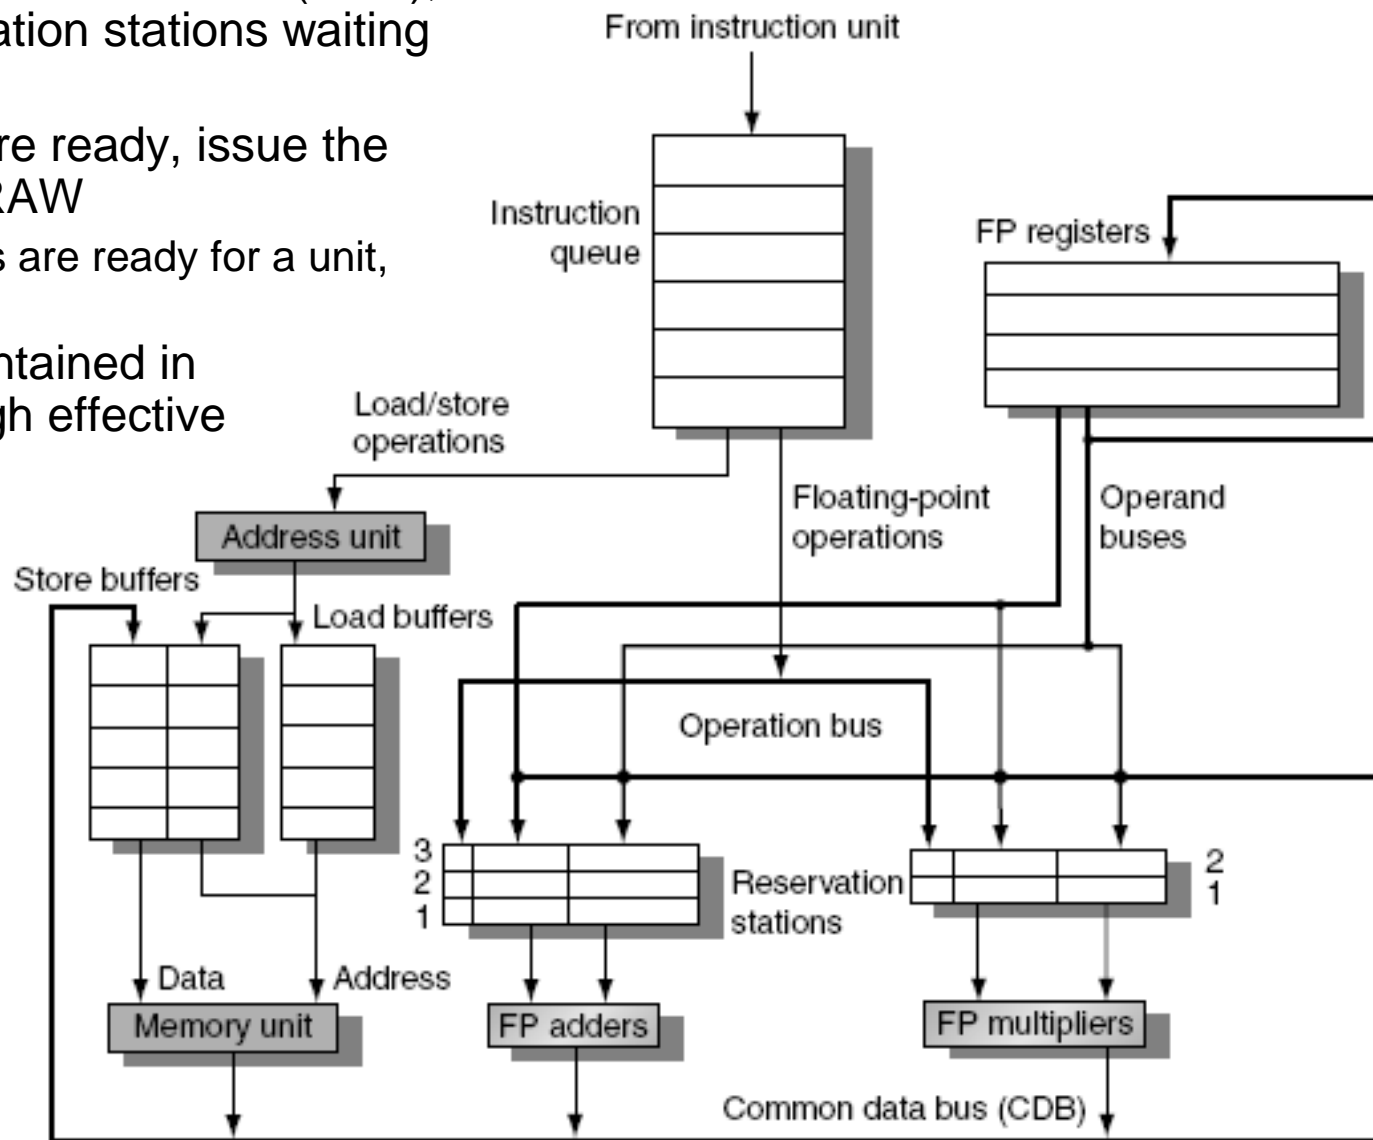 ation stations waiting
re ready, issue the
RAW
s are ready for a unit,
ntained in
gh effective
From instruction unit
Instruction
queue
FP registers
Load/store
operations
Floating-point
operations
Operand
buses
Address unit
Store buffers
Load buffers
Operation bus
3
2
1
Reservation
stations
2
1
Data
Address
Memory unit
FP adders
FP multipliers
Common data bus (CDB)